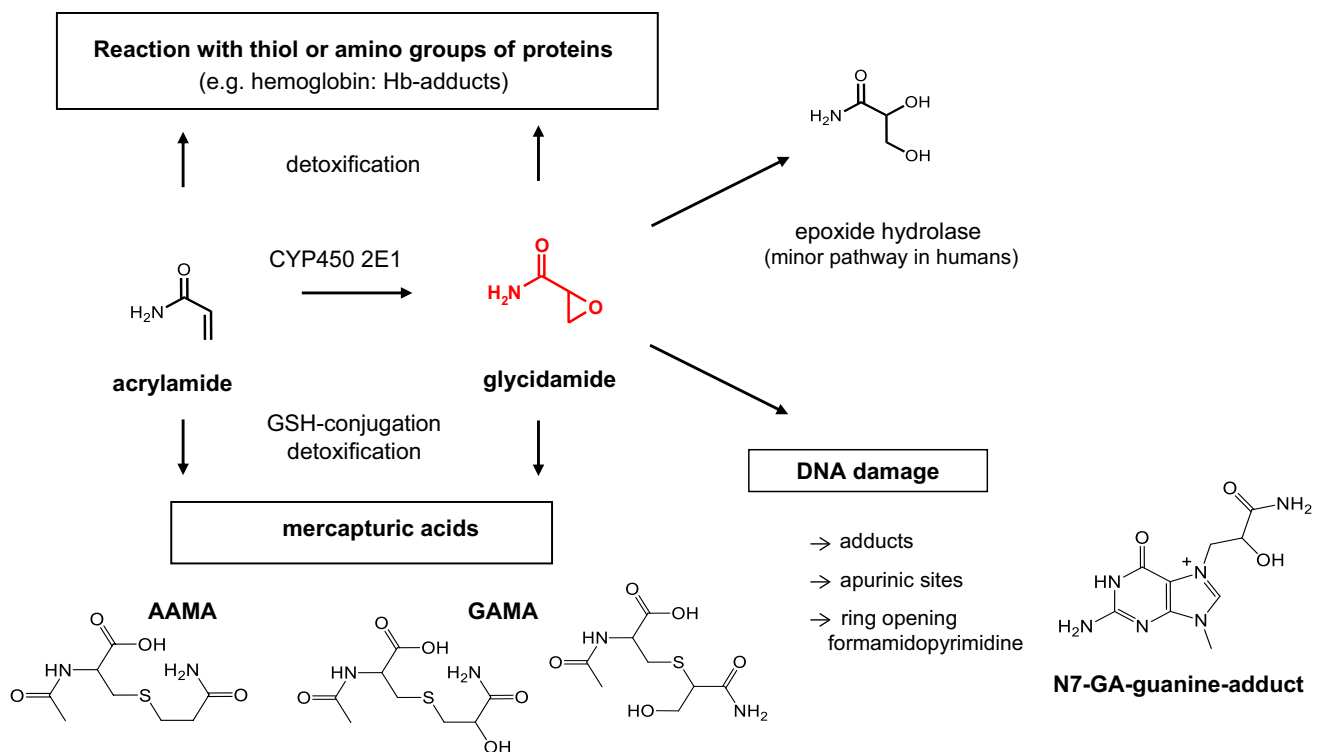 Reaction with thiol or amino groups of proteins
(e.g. hemoglobin: Hb-adducts)
detoxification
O
H2N
OH
OH
epoxide hydrolase
(minor pathway in humans)
CYP450 2E1
O
H2N
acrylamide
O
H2N
O
glycidamide
GSH-conjugation
detoxification
mercapturic acids
DNA damage
→ adducts
→ apurinic sites
→ ring opening
formamidopyrimidine
AAMA
O
OH
HN
O
S
H2N
O
GAMA
O
OH
HN
O
S
H2N
O
OH
O
OH
HN
O
S
O
HO
NH2
O
NH2
OH
O
HN
N
+
H2N
N
N
N7-GA-guanine-adduct